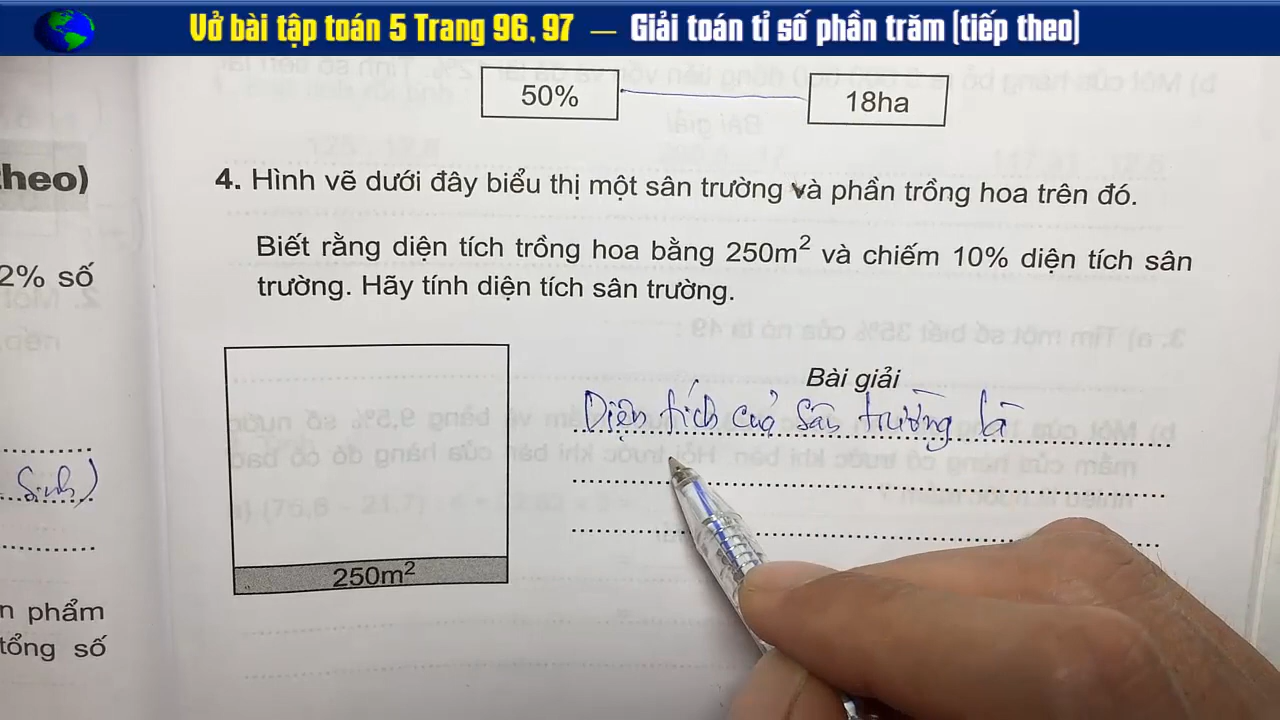 Vở bài tập toán 5 Trang 96, 97 — Giải toán tỉ số phần trăm (tiếp theo)
50%
18ha
theo)
4. Hình vẽ dưới đây biểu thị một sân trường và phần trồng hoa trên đó.
Biết rằng diện tích trồng hoa bằng 250m² và chiếm 10% diện tích sân
trường. Hãy tính diện tích sân trường.
2% số
Bài giải
Diện tích của sân trường là
sinh)
250m²
n phẩm
tổng số